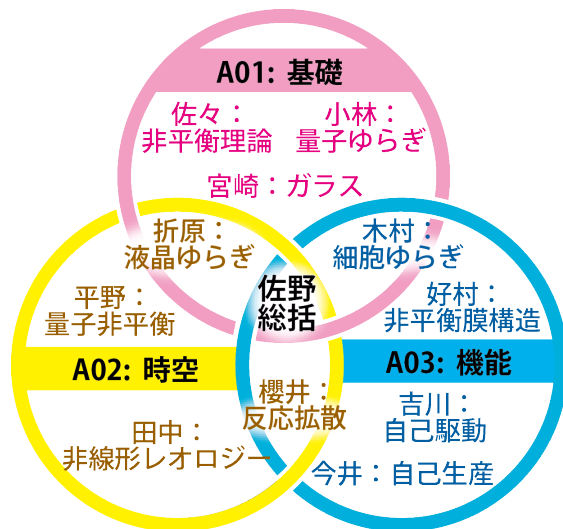 A01: 基礎
佐々：
非平衡理論
小林：
量子ゆらぎ
宮崎：ガラス
折原：
液晶ゆらぎ
木村：
細胞ゆらぎ
佐野
総括
平野：
量子非平衡
好村：
非平衡膜構造
A02: 時空
A03: 機能
櫻井：
反応拡散
田中：
非線形レオロジー
吉川：
自己駆動
今井：自己生産